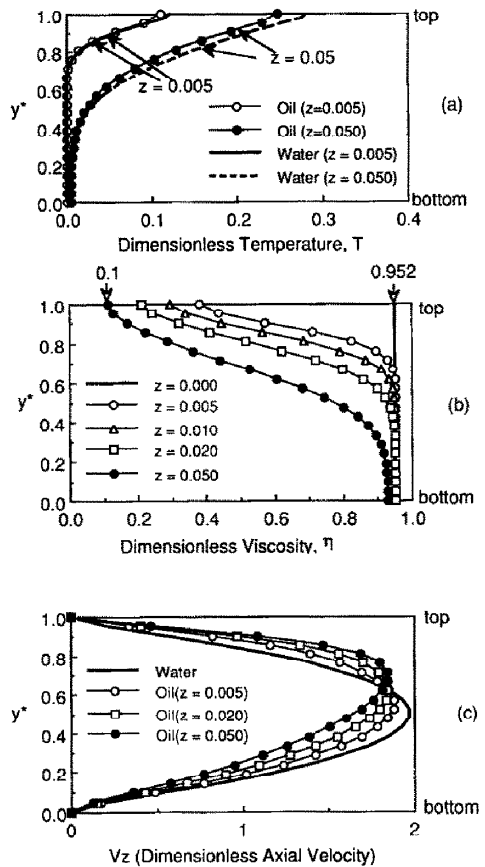 1.0
0.8
0.6
0.4
0.2
0.0
y*
top
z = 0.005
z = 0.05
Oil (z=0.005)
Oil (z=0.050)
Water (z = 0.005)
Water (z = 0.050)
(a)
bottom
0.0 0.1 0.2 0.3 0.4
Dimensionless Temperature, T
0.1
0.952
1.0
0.8
0.6
0.4
0.2
0.0
y*
top
z = 0.000
z = 0.005
z = 0.010
z = 0.020
z = 0.050
(b)
bottom
0.0 0.2 0.4 0.6 0.8 1.0
Dimensionless Viscosity, η
1.0
0.8
0.6
0.4
0.2
0.0
y*
top
Water
Oil(z = 0.005)
Oil(z = 0.020)
Oil(z = 0.050)
(c)
bottom
0 1 2
Vz (Dimensionless Axial Velocity)